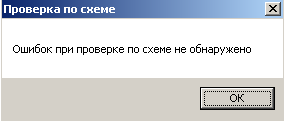 Проверка по схеме
Ошибок при проверке по схеме не обнаружено
OK